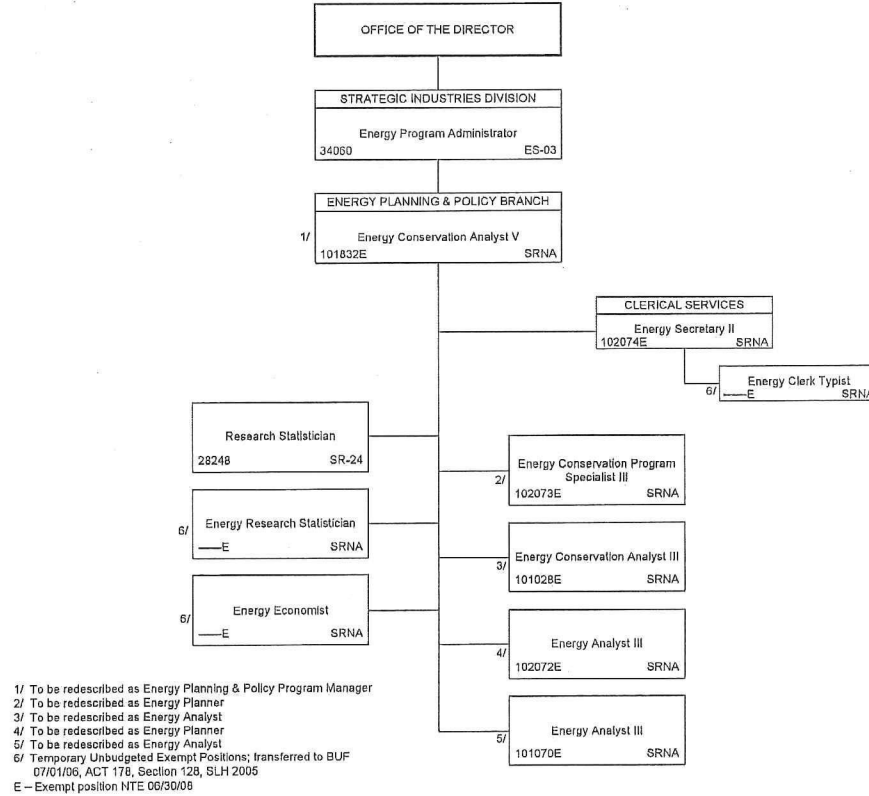 OFFICE OF THE DIRECTOR
STRATEGIC INDUSTRIES DIVISION
Energy Program Administrator
34060 ES-03
ENERGY PLANNING & POLICY BRANCH
1/ Energy Conservation Analyst V
101832E SRNA
CLERICAL SERVICES
Energy Secretary II
102074E SRNA
Energy Clerk Typist
6/ —E SRNA
Research Statistician
28248 SR-24
Energy Conservation Program
Specialist III
2/ 102073E SRNA
6/ Energy Research Statistician
—E SRNA
Energy Conservation Analyst III
3/ 101028E SRNA
6/ Energy Economist
—E SRNA
Energy Analyst III
4/ 102072E SRNA
Energy Analyst III
5/ 101070E SRNA
1/ To be redescribed as Energy Planning & Policy Program Manager
2/ To be redescribed as Energy Planner
3/ To be redescribed as Energy Analyst
4/ To be redescribed as Energy Planner
5/ To be redescribed as Energy Analyst
6/ Temporary Unbudgeted Exempt Positions; transferred to BUF
07/01/06, ACT 178, Section 128, SLH 2005
E – Exempt position NTE 06/30/08